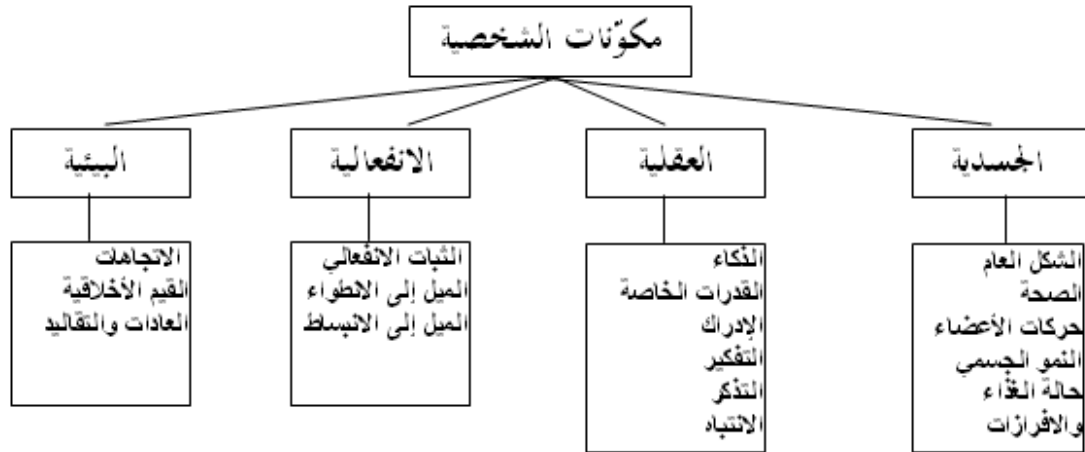 مكوّنات الشخصية
الجسدية
العقلية
الانفعالية
البيئية
الشكل العام
الصحة
حركات الأعضاء
النمو الجسمي
حالة الغذاء
والافرازات
الذكاء
القدرات الخاصة
الإدراك
التفكير
التذكر
الانتباه
الثبات الانفعالي
الميل إلى الانطواء
الميل إلى الانبساط
الاتجاهات
القيم الأخلاقية
العادات والتقاليد